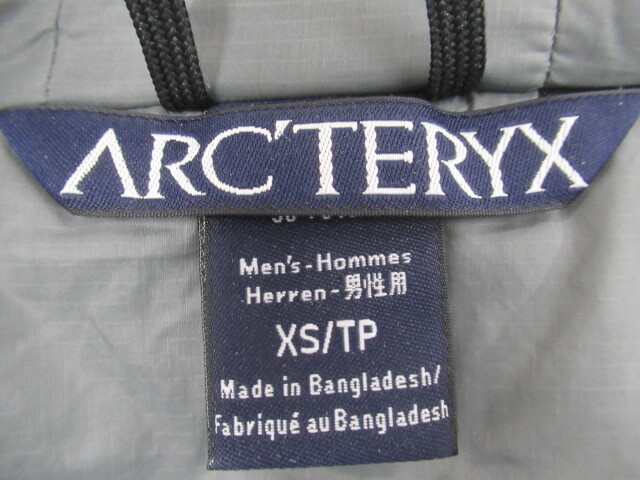 ARC'TERYX
Men's-Hommes
Herren-男性用
XS/TP
Made in Bangladesh/
Fabriqué au Bangladesh